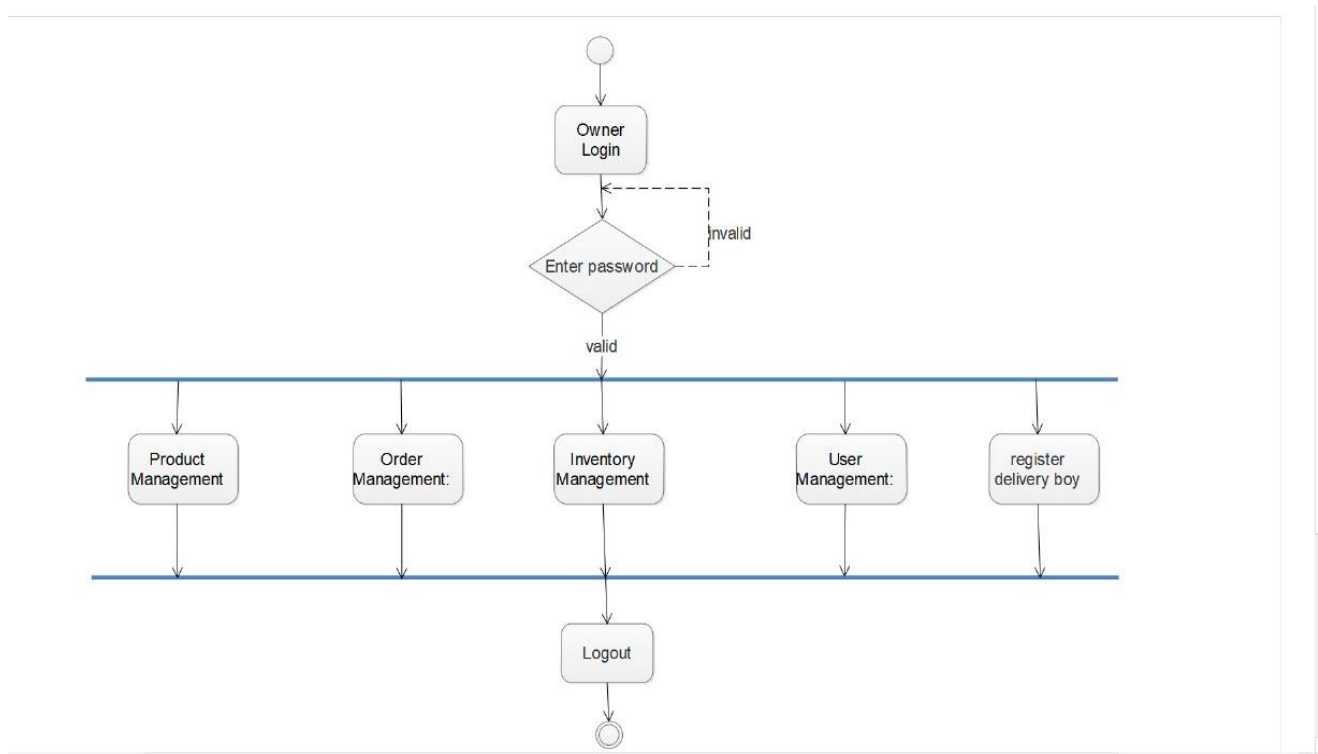 Owner
Login
invalid
Enter password
valid
Product
Management
Order
Management:
Inventory
Management
User
Management:
register
delivery boy
Logout